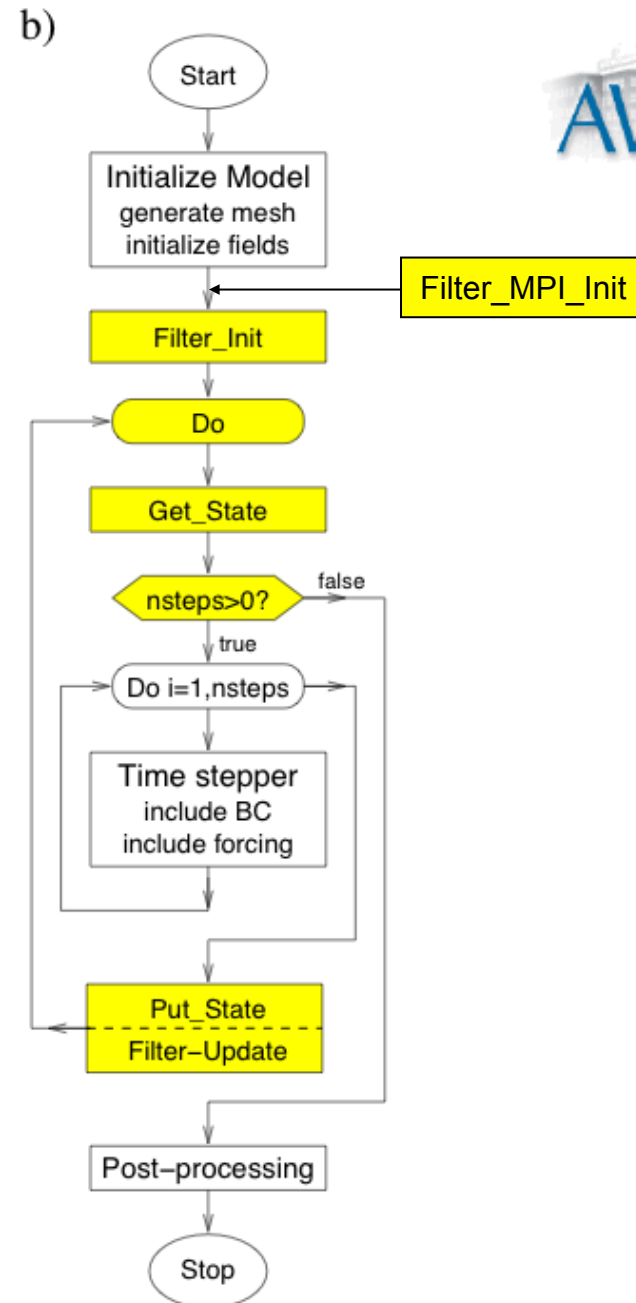 b)
Start
Initialize Model
generate mesh
initialize fields
Filter_MPI_Init
Filter_Init
Do
Get_State
nsteps>0?
false
true
Do i=1,nsteps
Time stepper
include BC
include forcing
Put_State
Filter−Update
Post−processing
Stop